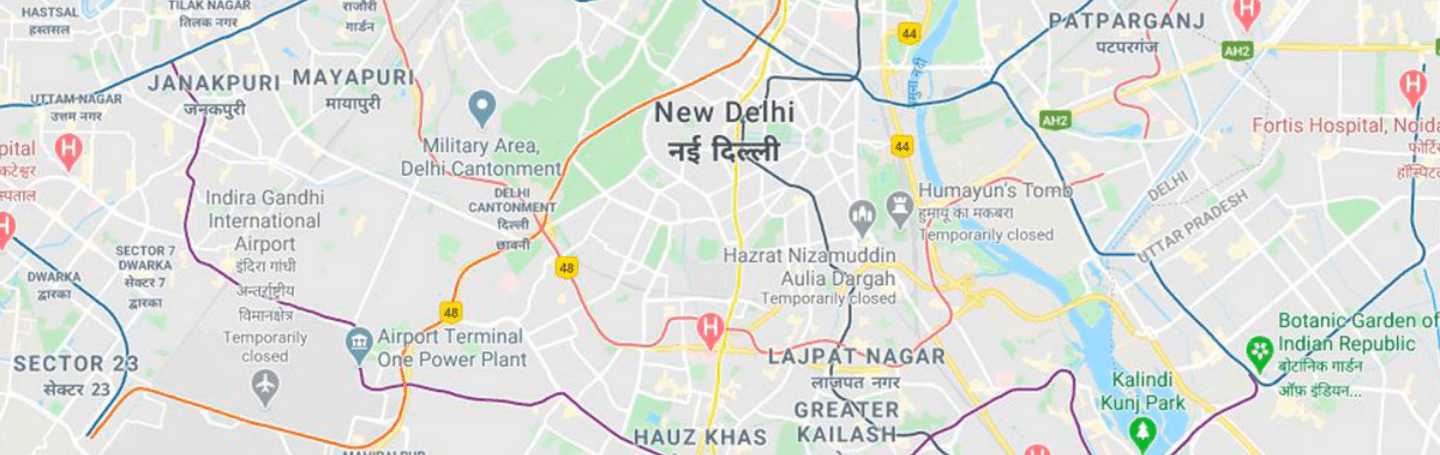 HASTSAL
हस्तसाल
TILAK NAGAR
तिलक नगर
राजौरी
गार्डन
JANAKPURI
जनकपुरी
MAYAPURI
मायापुरी
UTTAM NAGAR
उत्तम नगर
Military Area,
Delhi Cantonment
DELHI
CANTONMENT
दिल्ली
छावनी
New Delhi
नई दिल्ली
44
44
यमुना नदी
PATPARGANJ
पटपरगंज
AH2
AH2
Fortis Hospital, Noida
Humayun's Tomb
हुमायूं का मकबरा
Temporarily closed
DELHI
UTTAR PRADESH
Indira Gandhi
International
Airport
इंदिरा गांधी
अन्तर्राष्ट्रीय
विमानक्षेत्र
Temporarily
closed
SECTOR 7
DWARKA
सेक्टर 7
द्वारका
DWARKA
द्वारका
Hazrat Nizamuddin
Aulia Dargah
Temporarily closed
48
48
Airport Terminal
One Power Plant
SECTOR 23
सेक्टर 23
LAJPAT NAGAR
लाजपत नगर
GREATER
KAILASH
HAUZ KHAS
Kalindi
Kunj Park
Botanic Garden of
Indian Republic
बोटानिक गार्डन
ऑफ़ इंडियन...